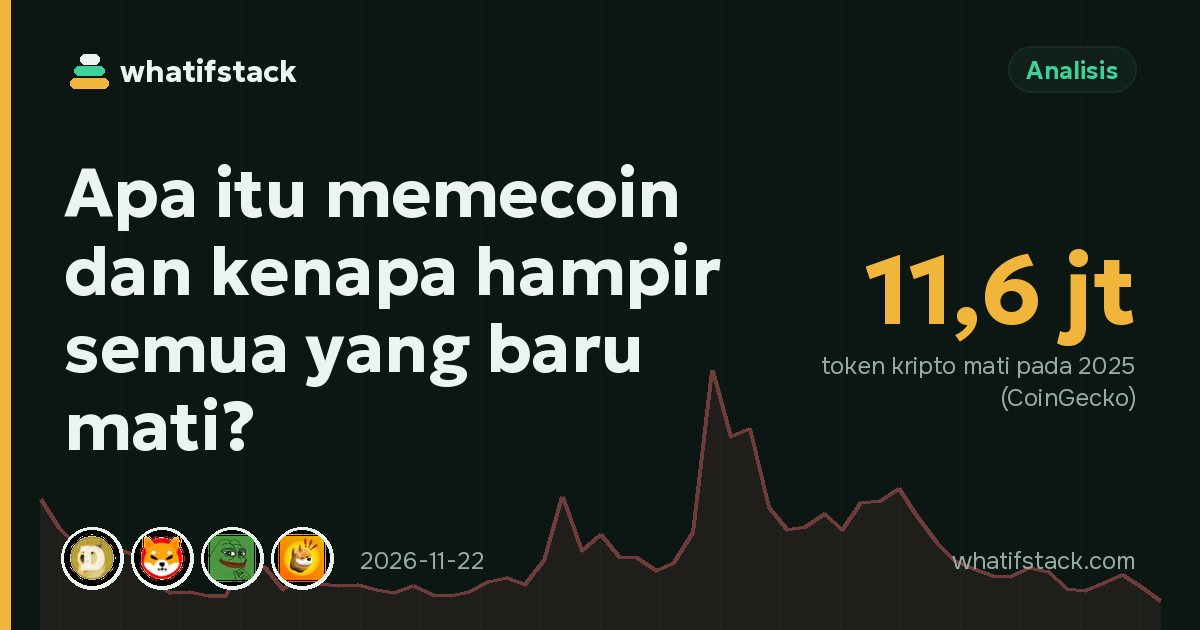 whatifstack
Analisis
Apa itu memecoin
dan kenapa hampir
semua yang baru
mati?
11,6 jt
token kripto mati pada 2025
(CoinGecko)
2026-11-22
whatifstack.com